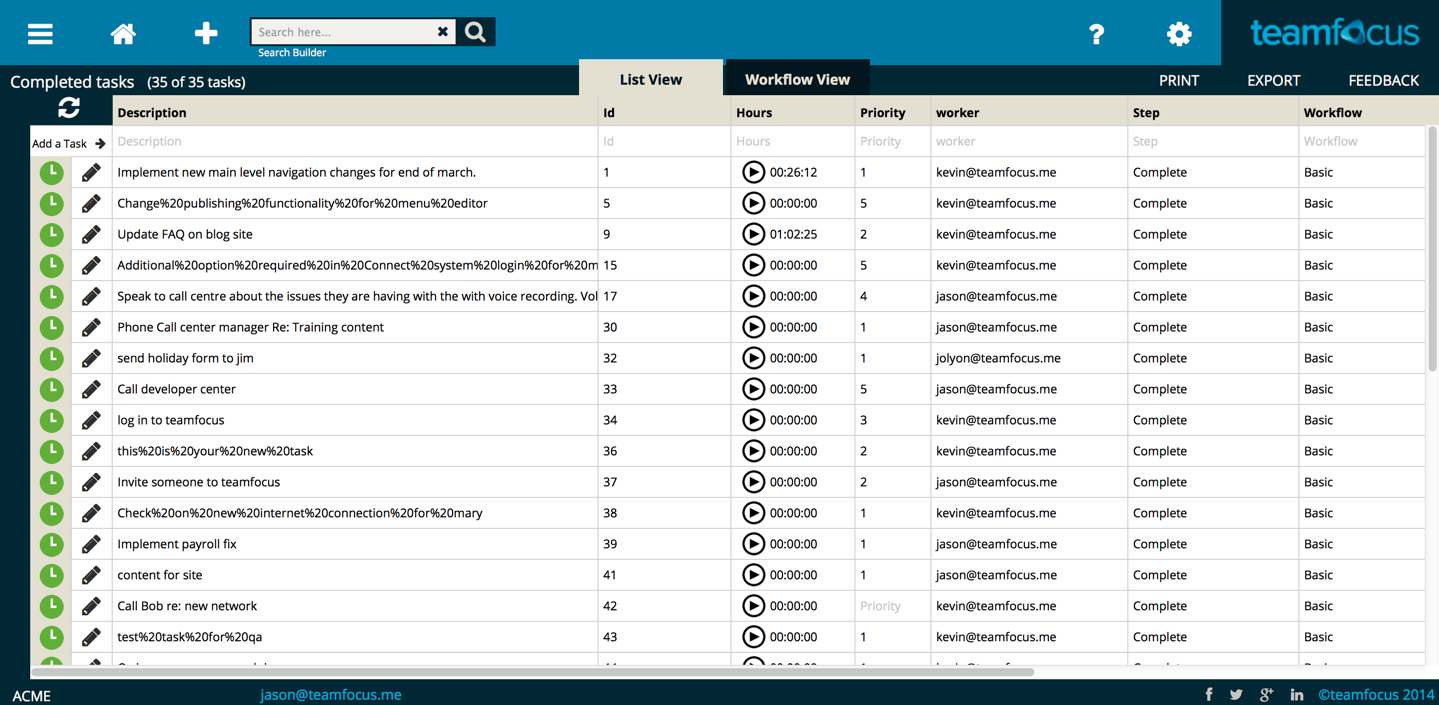 Search here...
Search Builder
teamfocus
Completed tasks (35 of 35 tasks)
List View
Workflow View
PRINT EXPORT FEEDBACK
Description Id Hours Priority worker Step Workflow
Add a Task Description Id Hours Priority worker Step Workflow
Implement new main level navigation changes for end of march. 1 00:26:12 1 kevin@teamfocus.me Complete Basic
Change%20publishing%20functionality%20for%20menu%20editor 5 00:00:00 5 kevin@teamfocus.me Complete Basic
Update FAQ on blog site 9 01:02:25 2 kevin@teamfocus.me Complete Basic
Additional%20option%20required%20in%20Connect%20system%20login%20for%20m 15 00:00:00 5 kevin@teamfocus.me Complete Basic
Speak to call centre about the issues they are having with the with voice recording. Vol 17 00:00:00 4 jason@teamfocus.me Complete Basic
Phone Call center manager Re: Training content 30 00:00:00 1 jason@teamfocus.me Complete Basic
send holiday form to jim 32 00:00:00 1 jolyon@teamfocus.me Complete Basic
Call developer center 33 00:00:00 5 jason@teamfocus.me Complete Basic
log in to teamfocus 34 00:00:00 3 kevin@teamfocus.me Complete Basic
this%20is%20your%20new%20task 36 00:00:00 2 kevin@teamfocus.me Complete Basic
Invite someone to teamfocus 37 00:00:00 2 jason@teamfocus.me Complete Basic
Check%20on%20new%20internet%20connection%20for%20mary 38 00:00:00 1 kevin@teamfocus.me Complete Basic
Implement payroll fix 39 00:00:00 1 jason@teamfocus.me Complete Basic
content for site 41 00:00:00 1 jason@teamfocus.me Complete Basic
Call Bob re: new network 42 00:00:00 Priority kevin@teamfocus.me Complete Basic
test%20task%20for%20qa 43 00:00:00 1 kevin@teamfocus.me Complete Basic
ACME jason@teamfocus.me ©teamfocus 2014